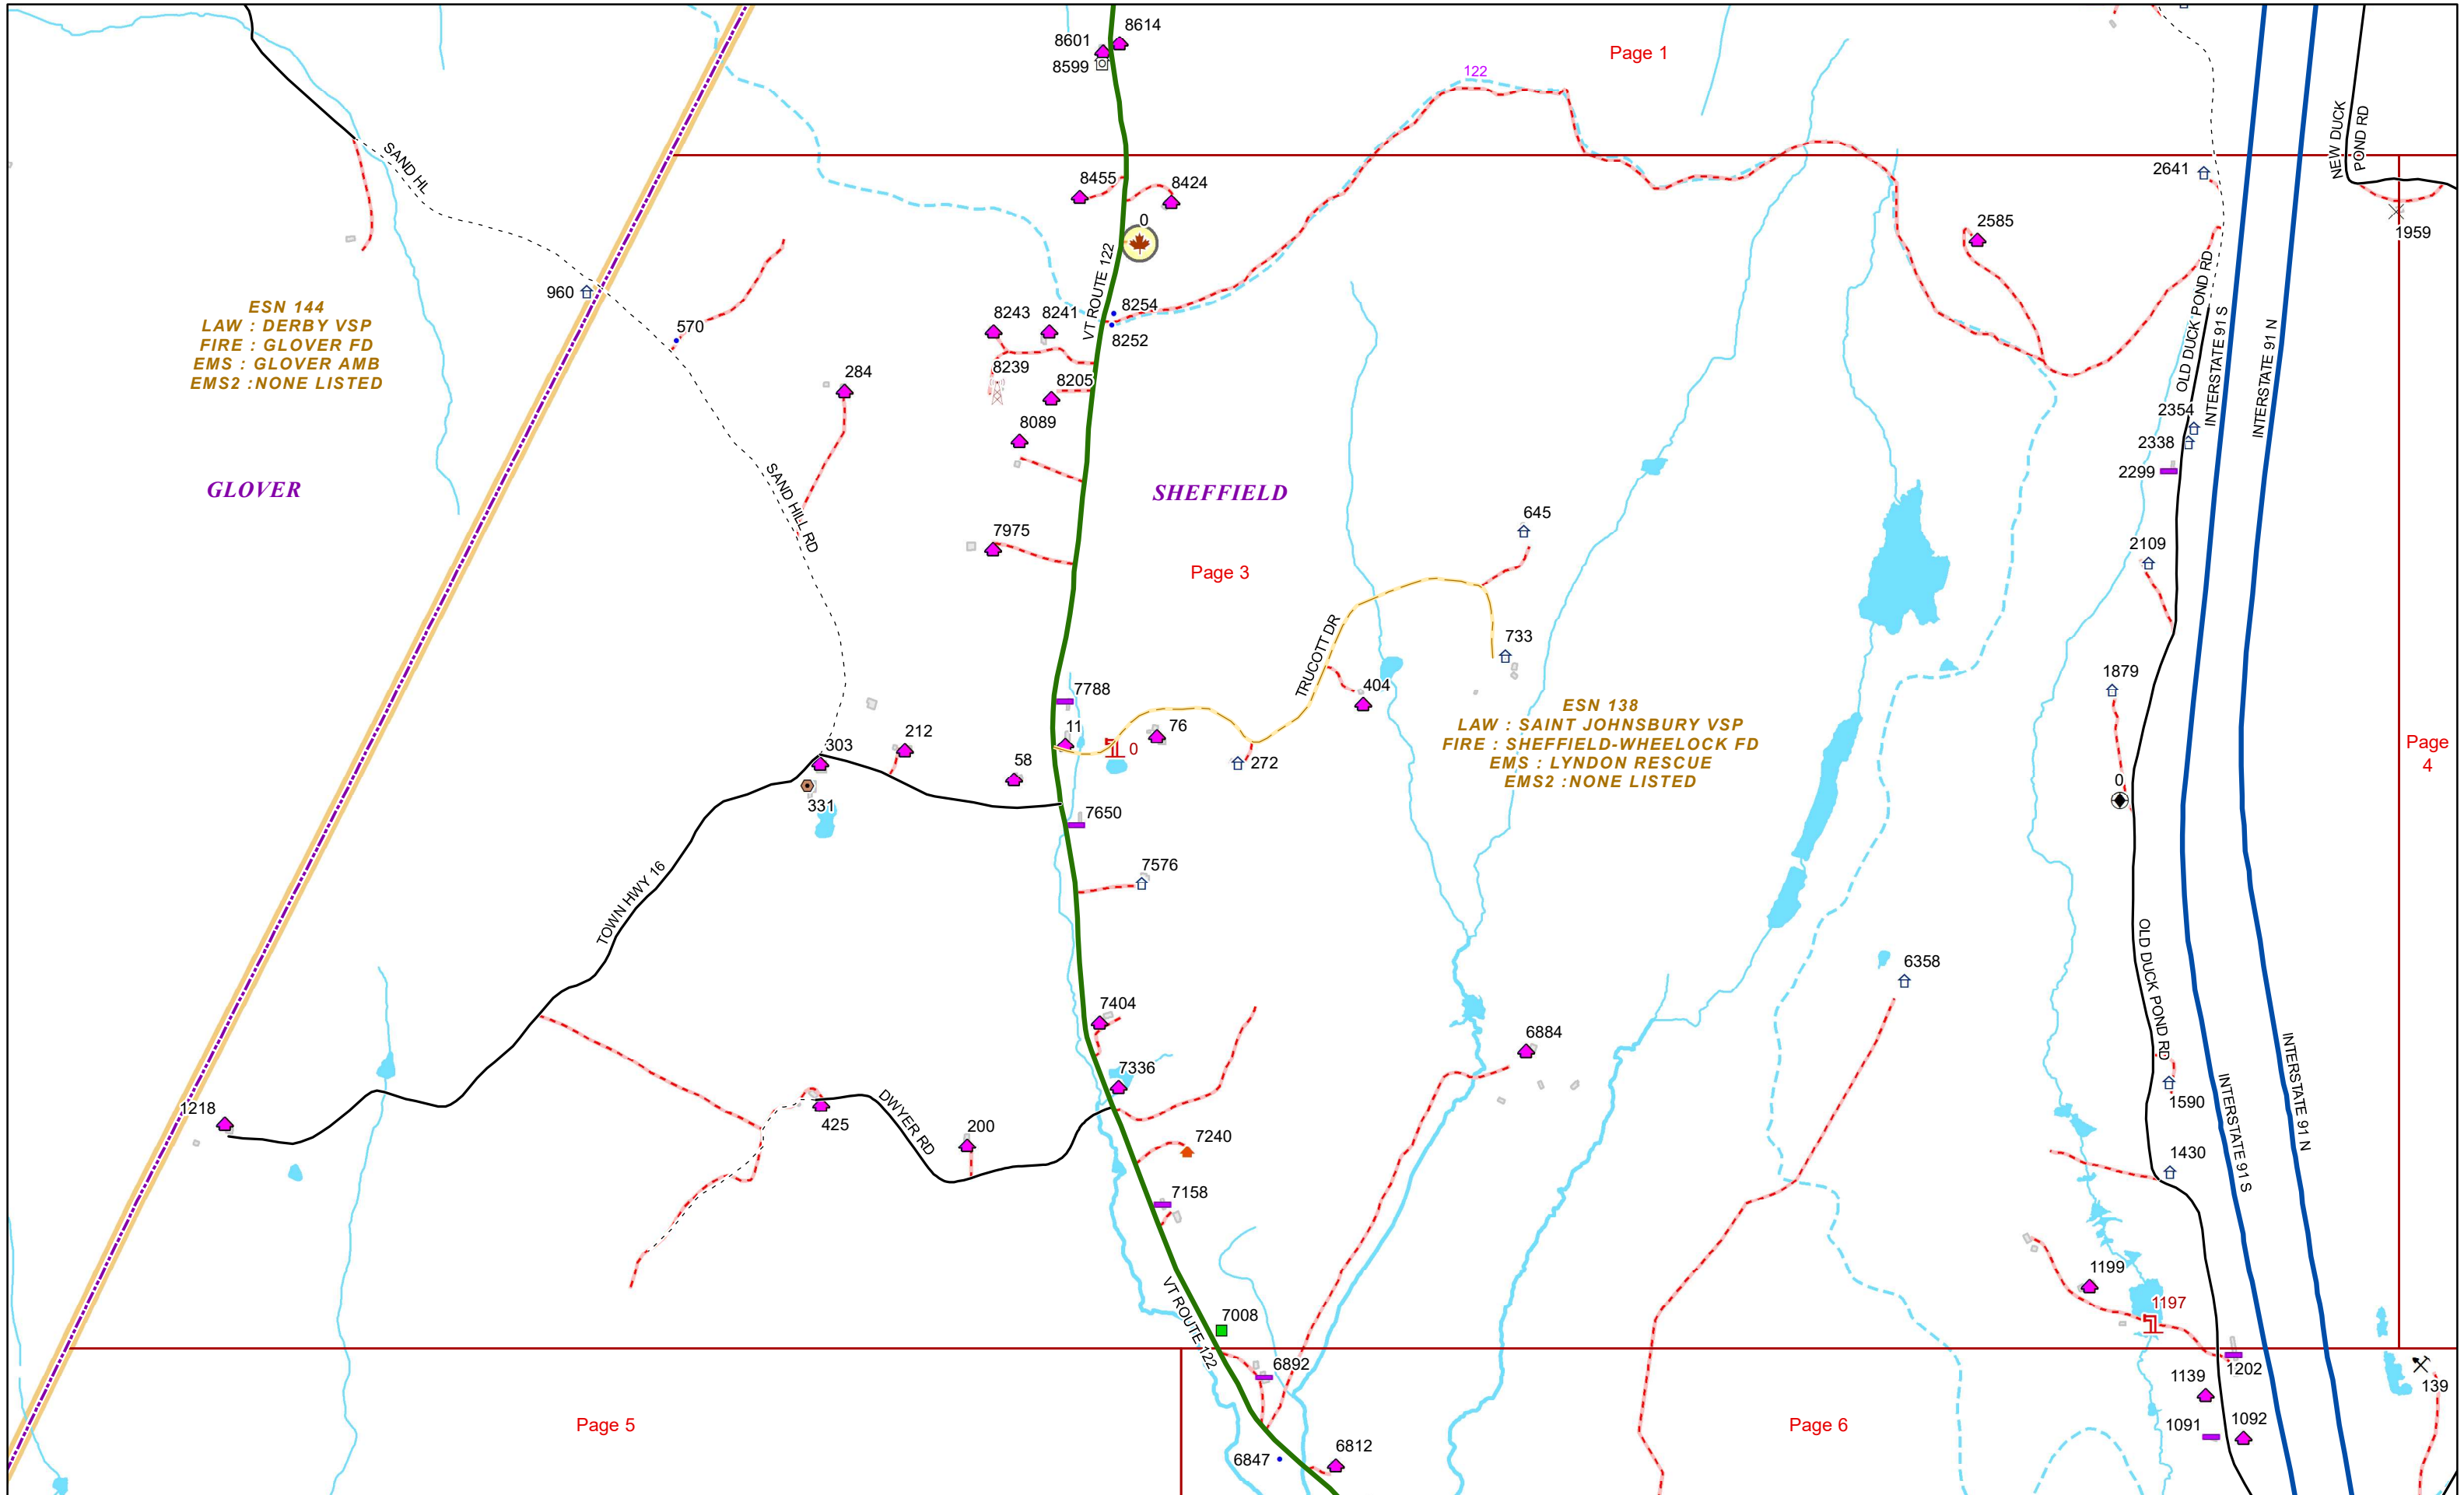 8614
8601
8599
122
Page 1
SAND HL
NEW DUCK
POND RD
8455
8424
0
2641
2585
1959
960
ESN 144
LAW : DERBY VSP
FIRE : GLOVER FD
EMS : GLOVER AMB
EMS2 :NONE LISTED
570
VT ROUTE 122
8254
8252
8243
8241
8239
8205
284
8089
OLD DUCK POND RD
INTERSTATE 91 S
INTERSTATE 91 N
2354
2338
2299
GLOVER
SHEFFIELD
SAND HILL RD
7975
Page 3
645
2109
TRUCOTT DR
733
404
1879
7788
11
0
76
272
ESN 138
LAW : SAINT JOHNSBURY VSP
FIRE : SHEFFIELD-WHEELOCK FD
EMS : LYNDON RESCUE
EMS2 :NONE LISTED
Page
4
303
212
58
331
0
7650
TOWN HWY 16
7576
OLD DUCK POND RD
6358
7404
6884
7336
INTERSTATE 91 N
INTERSTATE 91 S
1218
425
DWYER RD
200
7240
1590
1430
7158
1199
1197
VT ROUTE 122
7008
6892
1202
1139
139
Page 5
Page 6
1091
1092
6847
6812